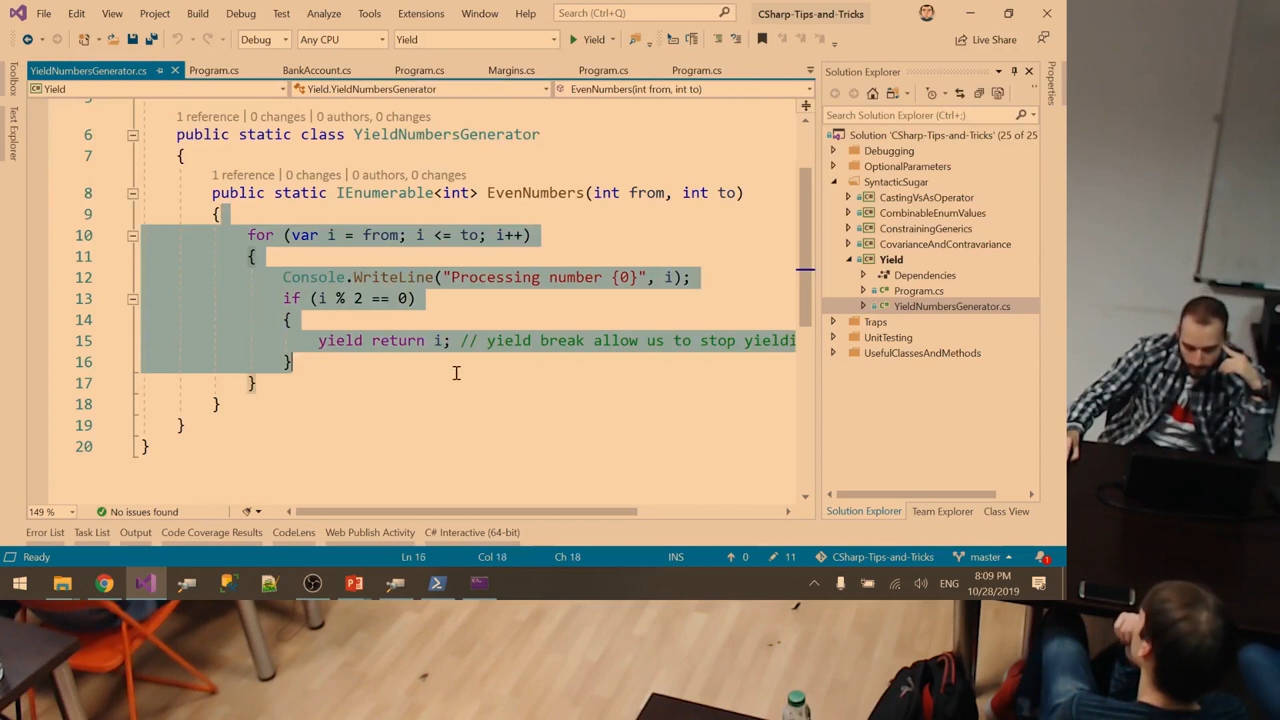 File Edit View Project Build Debug Test Analyze Tools Extensions Window Help Search (Ctrl+Q) CSharp-Tips-and-Tricks
Debug Any CPU Yield Yield Live Share
YieldNumbersGenerator.cs Program.cs BankAccount.cs Program.cs Margins.cs Program.cs Program.cs
Yield Yield.YieldNumbersGenerator EvenNumbers(int from, int to)
Toolbox
Test Explorer
1 reference | 0 changes | 0 authors, 0 changes
6 public static class YieldNumbersGenerator
7 {
1 reference | 0 changes | 0 authors, 0 changes
8 public static IEnumerable<int> EvenNumbers(int from, int to)
9 {
10 for (var i = from; i <= to; i++)
11 {
12 Console.WriteLine("Processing number {0}", i);
13 if (i % 2 == 0)
14 {
15 yield return i; // yield break allow us to stop yieldi
16 }
17 }
18 }
19 }
20 }
149 % No issues found
Solution Explorer
Search Solution Explorer (Ctrl+;)
Solution 'CSharp-Tips-and-Tricks' (25 of 25
Debugging
OptionalParameters
SyntacticSugar
CastingVsAsOperator
CombinableEnumValues
ConstrainingGenerics
CovarianceAndContravariance
Yield
Dependencies
Program.cs
YieldNumbersGenerator.cs
Traps
UnitTesting
UsefulClassesAndMethods
Solution Explorer Team Explorer Class View
Properties
Error List Task List Output Code Coverage Results CodeLens Web Publish Activity C# Interactive (64-bit)
Ready Ln 16 Col 18 Ch 18 INS 0 11 CSharp-Tips-and-Tricks master 1
ENG 8:09 PM
10/28/2019